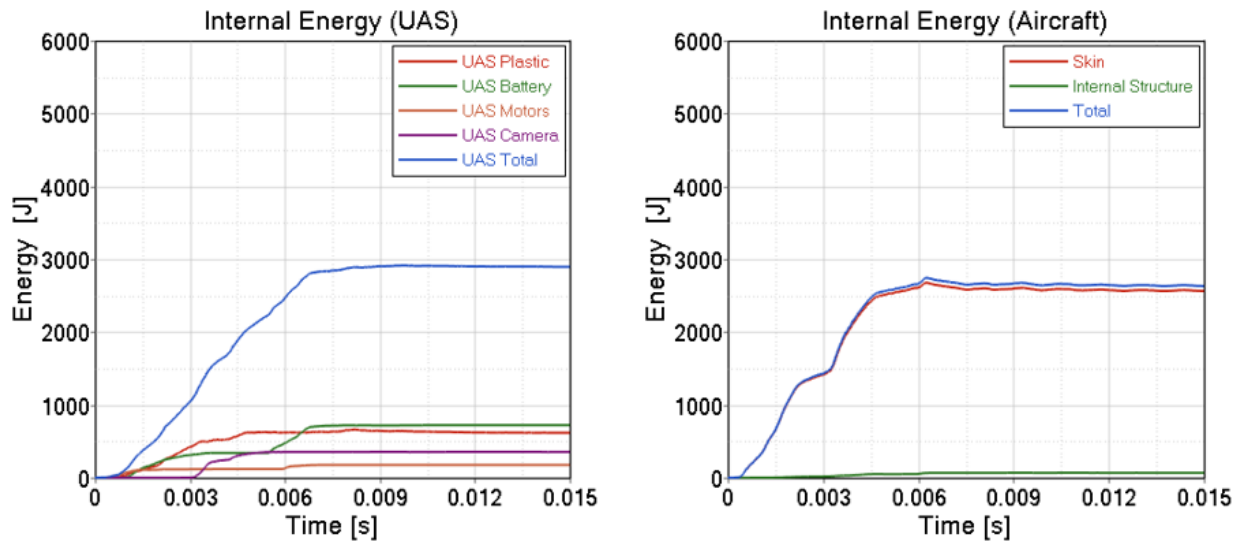 Internal Energy (UAS)
6000
5000
4000
3000
2000
1000
0
Energy [J]
UAS Plastic
UAS Battery
UAS Motors
UAS Camera
UAS Total
0 0.003 0.006 0.009 0.012 0.015
Time [s]
Internal Energy (Aircraft)
6000
5000
4000
3000
2000
1000
0
Energy [J]
Skin
Internal Structure
Total
0 0.003 0.006 0.009 0.012 0.015
Time [s]